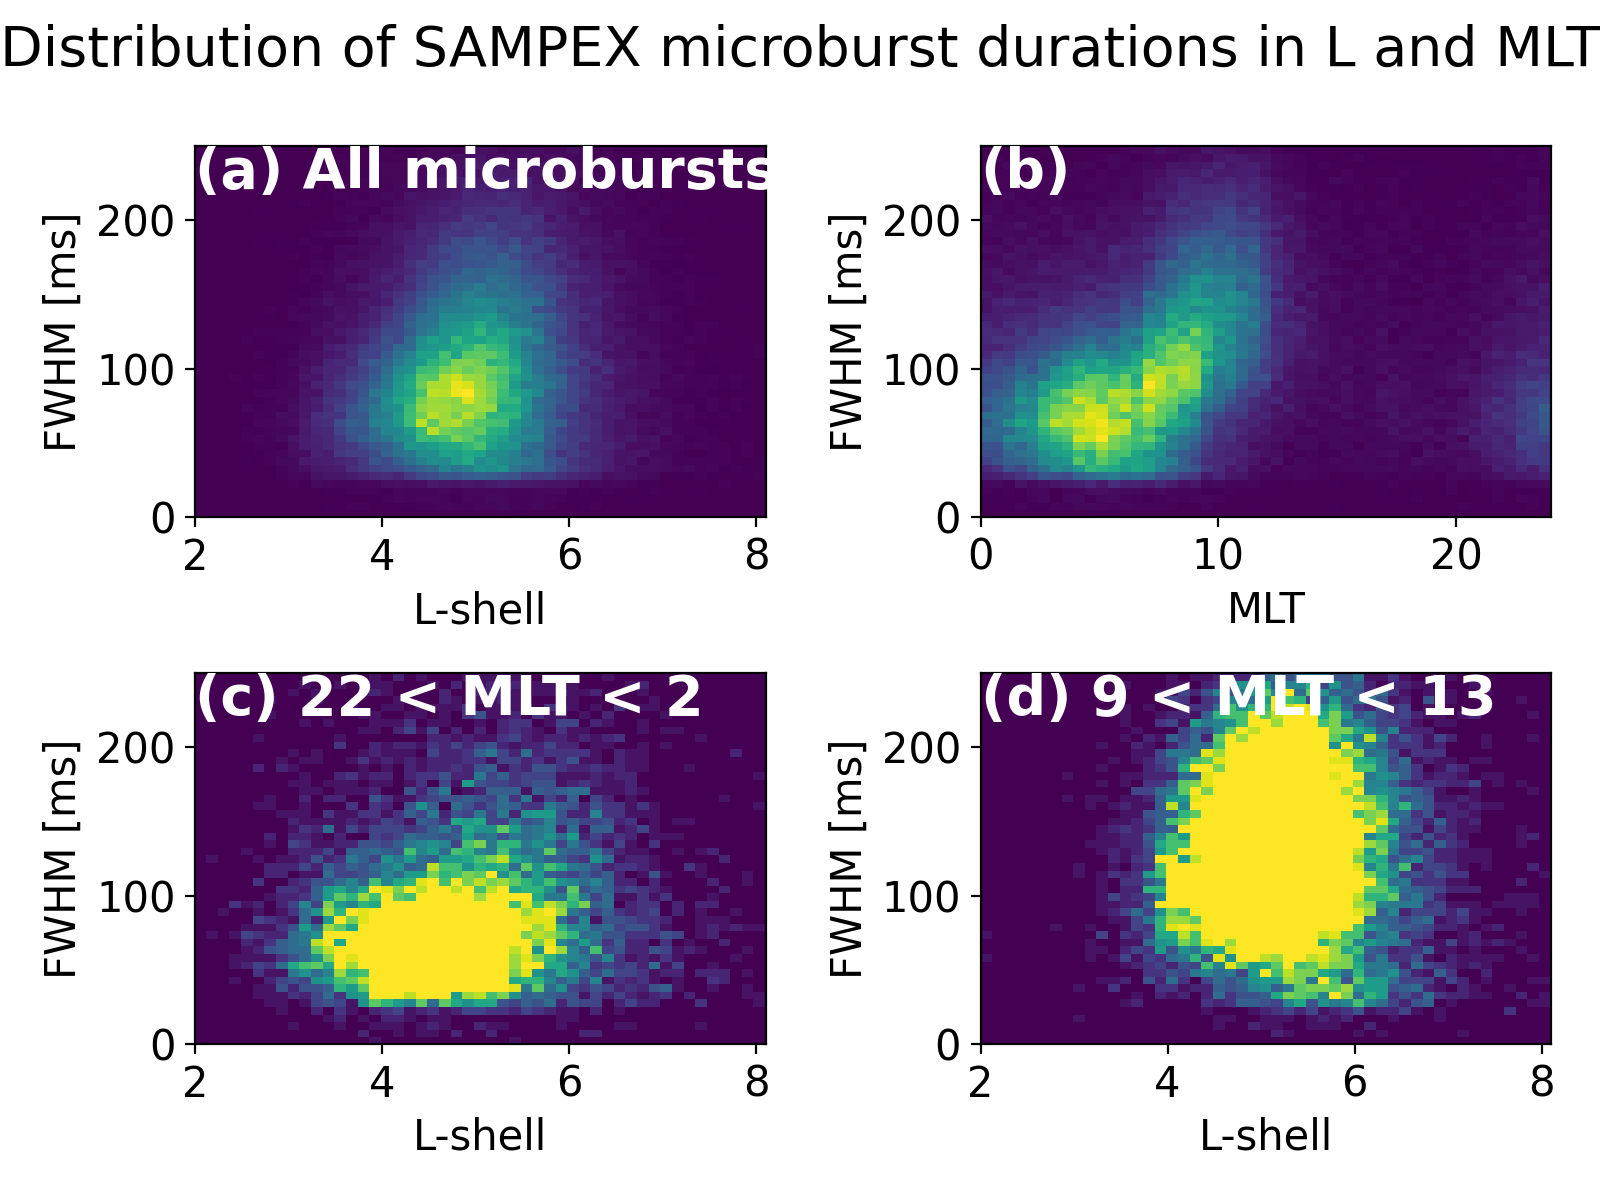 Distribution of SAMPEX microburst durations in L and MLT
(a) All microbursts
(b)
FWHM [ms]
200
100
0
2 4 6 8
L-shell
FWHM [ms]
200
100
0
0 10 20
MLT
(c) 22 < MLT < 2
(d) 9 < MLT < 13
FWHM [ms]
200
100
0
2 4 6 8
L-shell
FWHM [ms]
200
100
0
2 4 6 8
L-shell